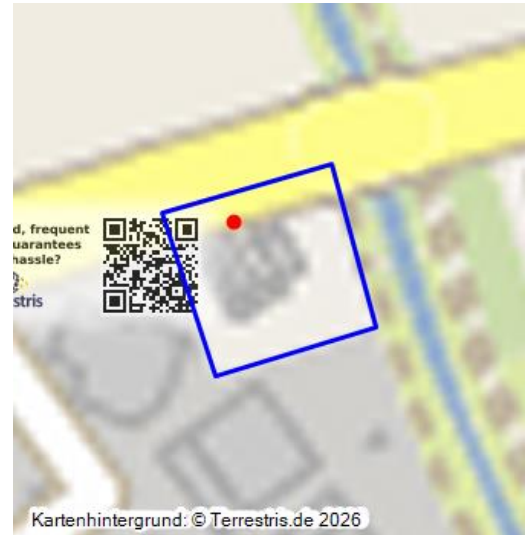 d, frequent
uarantees
hassle?
stris
Kartenhintergrund: © Terrestris.de 2026